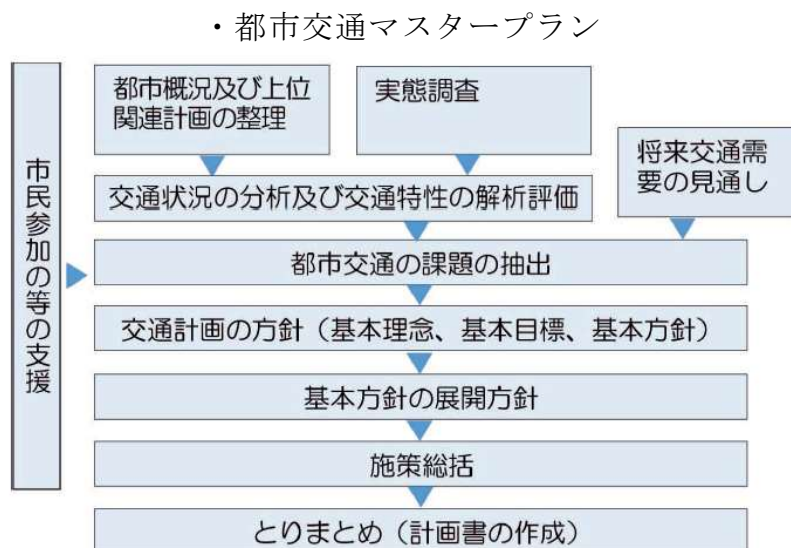 ・都市交通マスタープラン
都市概況及び上位
関連計画の整理
実態調査
将来交通需
要の見通し
市民参加の等の支援
交通状況の分析及び交通特性の解析評価
都市交通の課題の抽出
交通計画の方針（基本理念、基本目標、基本方針）
基本方針の展開方針
施策総括
とりまとめ（計画書の作成）